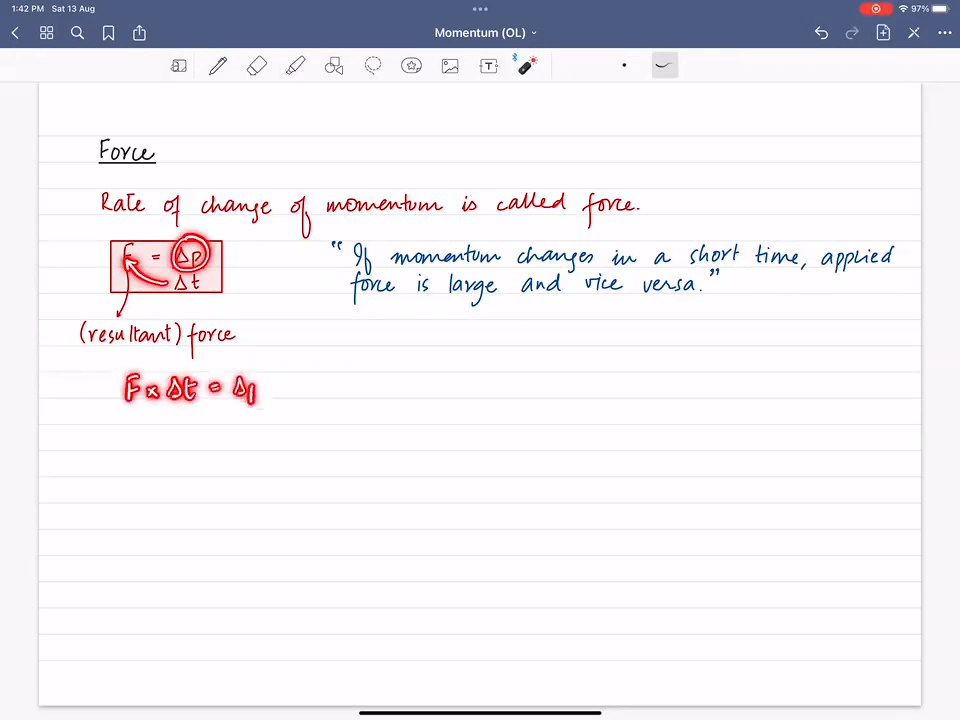 1:42 PM Sat 13 Aug
97%
Momentum (OL)
Force
Rate of change of momentum is called force.
F = Δp
Δt
"If momentum changes in a short time, applied
force is large and vice versa."
(resultant) force
F × Δt = Δ